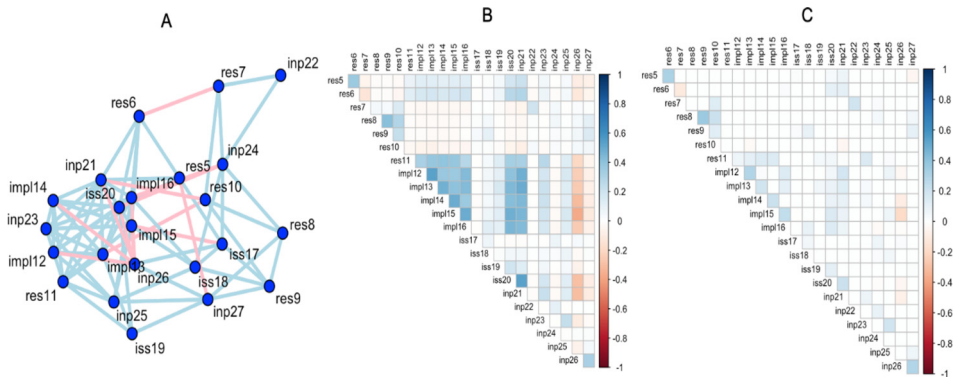 A
B
C
inp22
res7
res6
inp24
inp21
res5
impl14
impl16
iss20
res10
inp23
impl15
res8
impl12
impl13
iss17
inp26
iss18
res11
res9
inp25
inp27
iss19
res6
res7
res8
res9
res10
res11
impl12
impl13
impl14
impl15
impl16
iss17
iss18
iss19
iss20
inp21
inp22
inp23
inp24
inp25
inp26
inp27
res5
res6
res7
res8
res9
res10
res11
impl12
impl13
impl14
impl15
impl16
iss17
iss18
iss19
iss20
inp21
inp22
inp23
inp24
inp25
inp26
1
0.8
0.6
0.4
0.2
0
-0.2
-0.4
-0.6
-0.8
-1
res6
res7
res8
res9
res10
res11
impl12
impl13
impl14
impl15
impl16
iss17
iss18
iss19
iss20
inp21
inp22
inp23
inp24
inp25
inp26
inp27
res5
res6
res7
res8
res9
res10
res11
impl12
impl13
impl14
impl15
impl16
iss17
iss18
iss19
iss20
inp21
inp22
inp23
inp24
inp25
inp26
1
0.8
0.6
0.4
0.2
0
-0.2
-0.4
-0.6
-0.8
-1